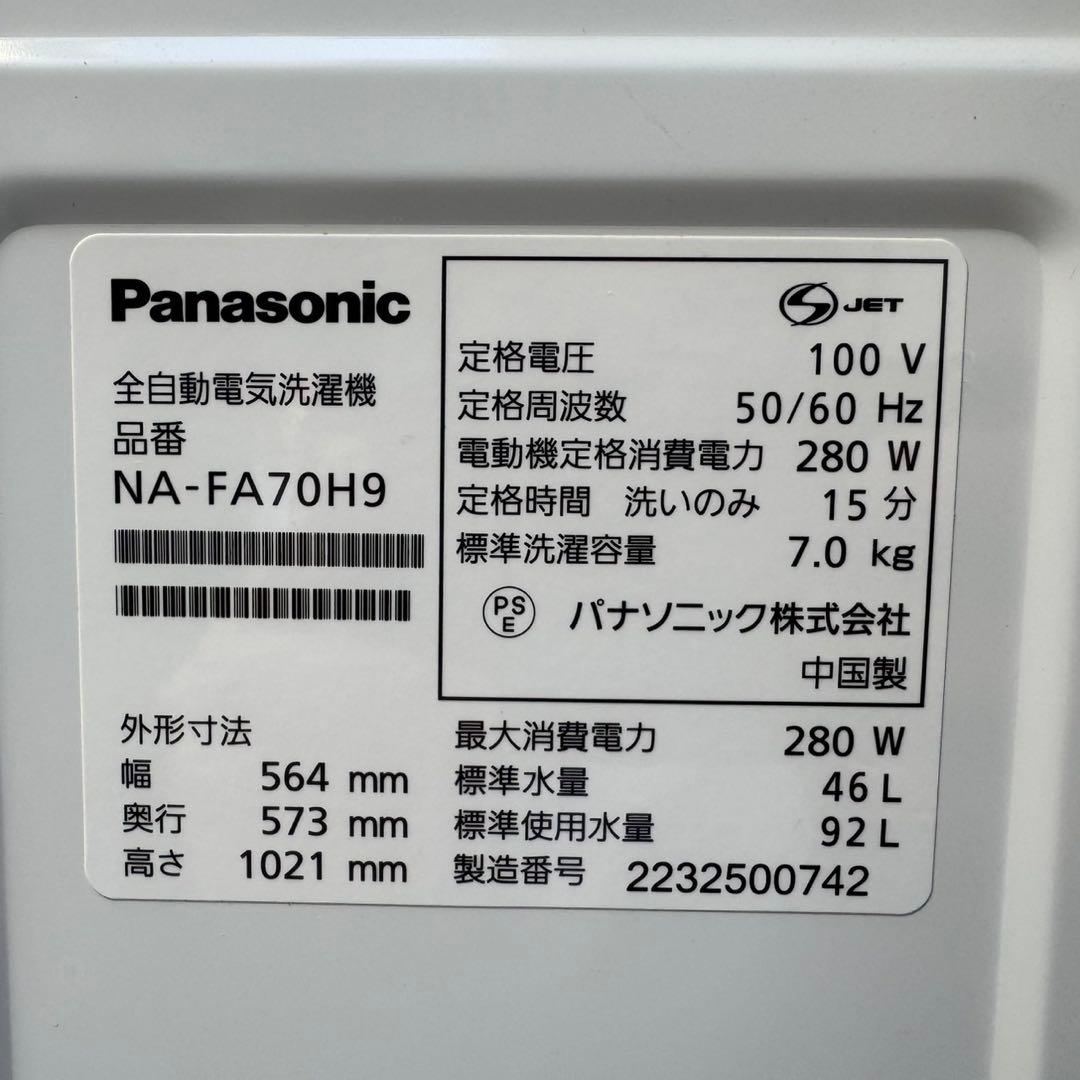 Panasonic
全自動電気洗濯機
品番
NA-FA70H9
外形寸法
幅 564 mm
奥行 573 mm
高さ 1021 mm
S JET
定格電圧 100 V
定格周波数 50/60 Hz
電動機定格消費電力 280 W
定格時間 洗いのみ 15 分
標準洗濯容量 7.0 kg
PS
E パナソニック株式会社
中国製
最大消費電力 280 W
標準水量 46 L
標準使用水量 92 L
製造番号 2232500742